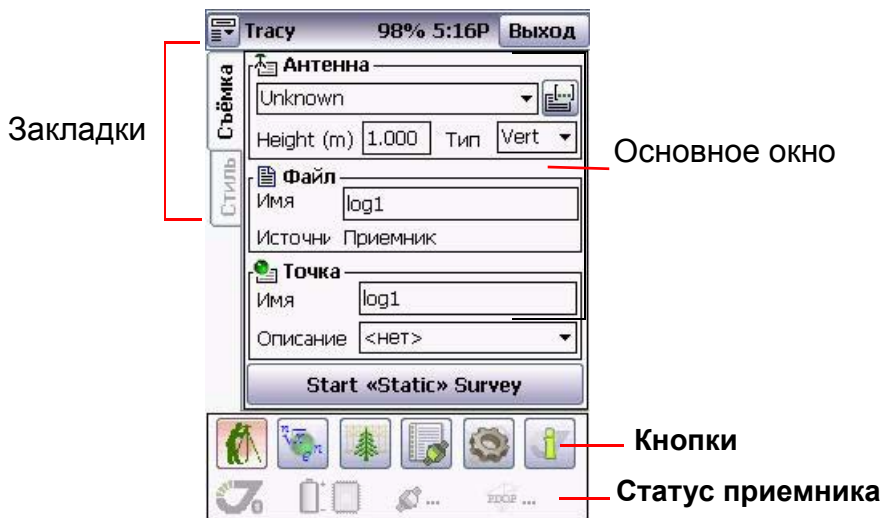 Tracy 98% 5:16P Выход
Съёмка
Стиль
Антенна
Unknown
Height (m) 1.000 Тип Vert
Файл
Имя log1
Источни Приемник
Точка
Имя log1
Описание <нет>
Start «Static» Survey
Закладки
Основное окно
Кнопки
Статус приемника
...
PDOP ...